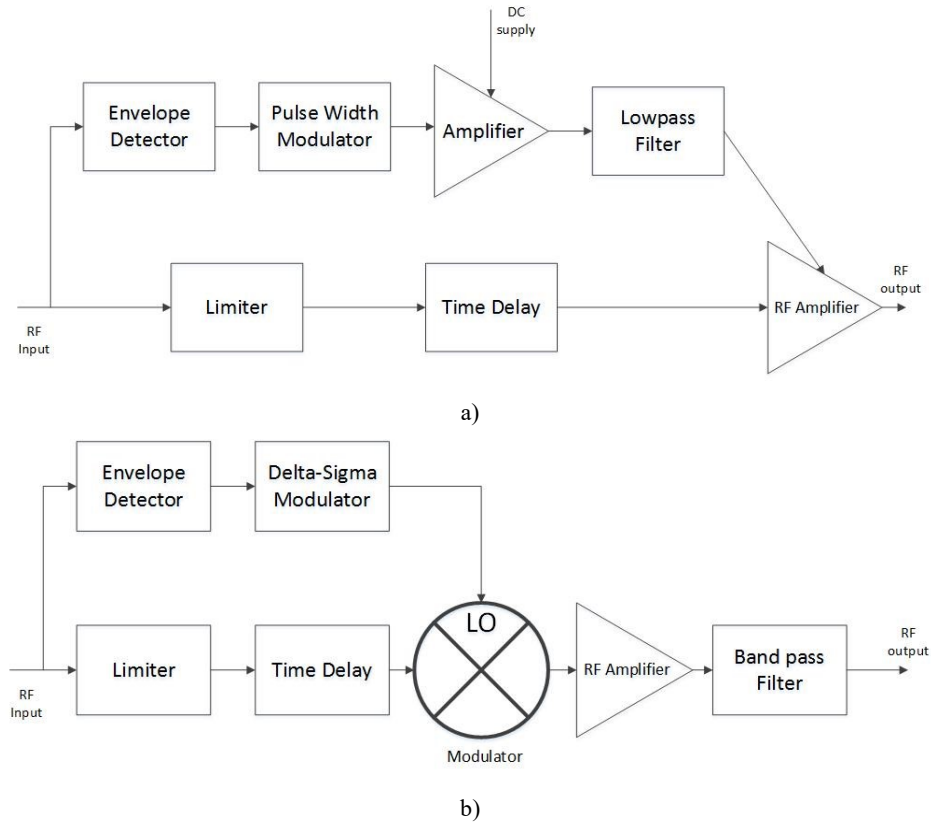 DC
supply
Envelope
Detector
Pulse Width
Modulator
Amplifier
Lowpass
Filter
RF
Input
Limiter
Time Delay
RF Amplifier
RF
output
a)
Envelope
Detector
Delta-Sigma
Modulator
LO
RF
Input
Limiter
Time Delay
Modulator
RF Amplifier
Band pass
Filter
RF
output
b)